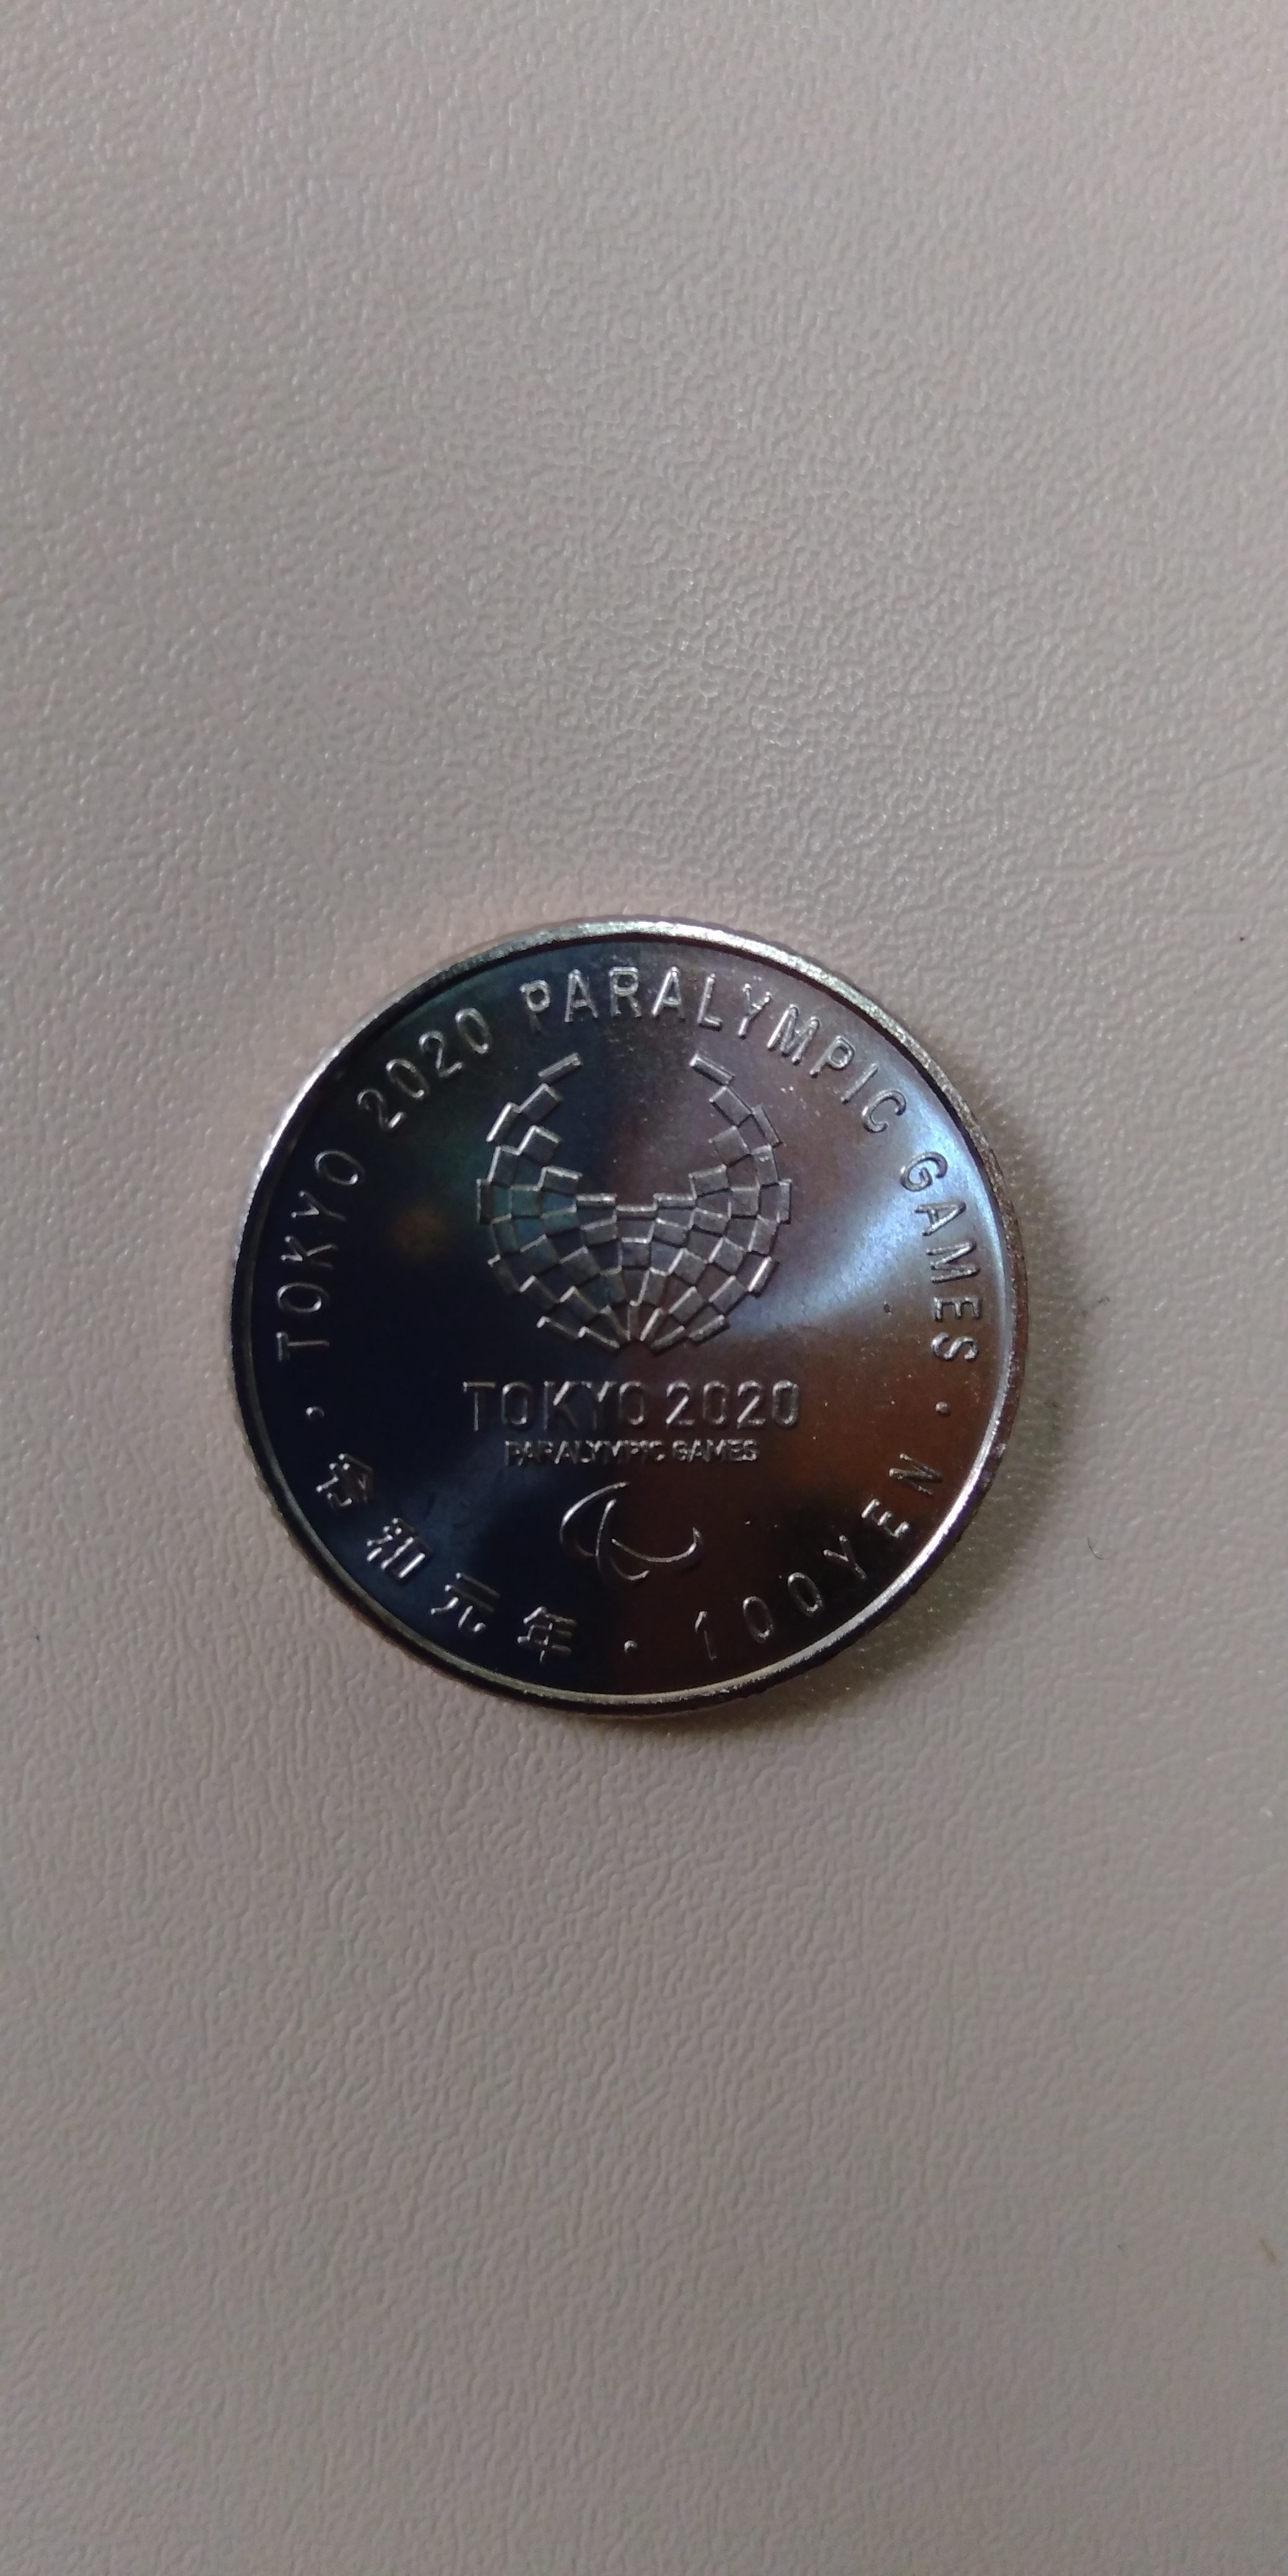 TOKYO 2020 PARALYMPIC GAMES
TOKYO 2020
PARALYMPIC GAMES
令和元年・100YEN